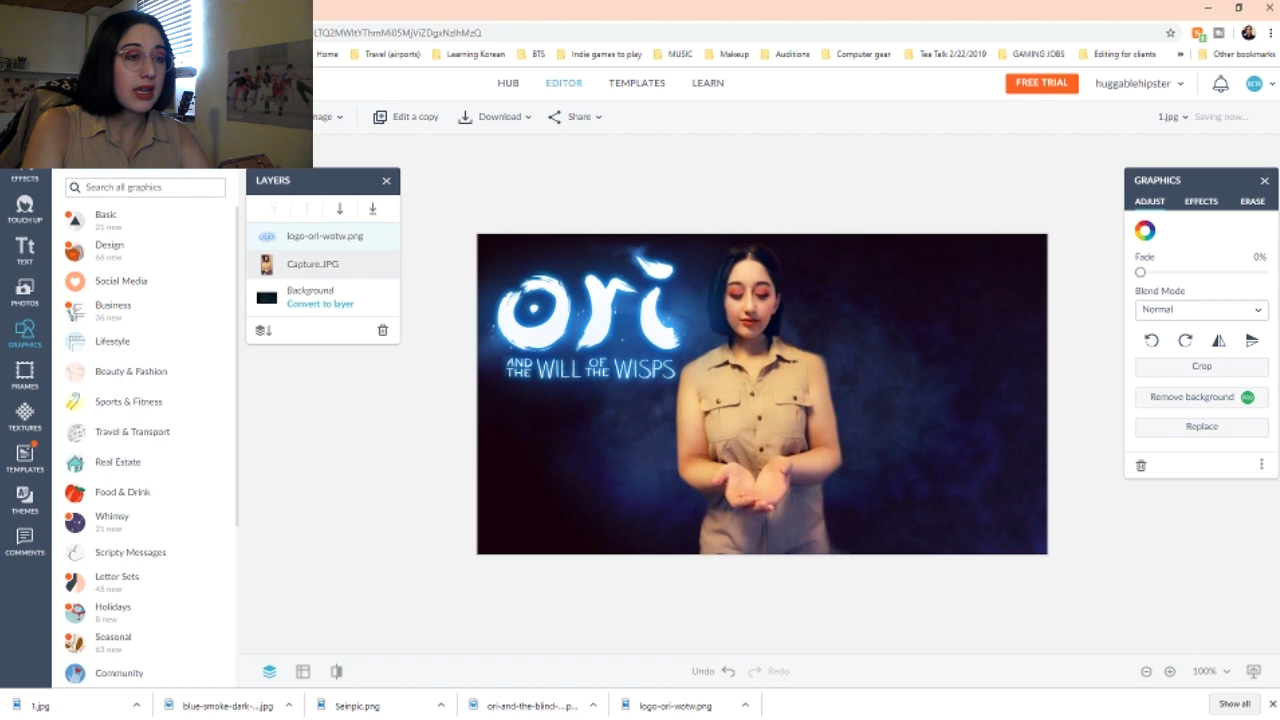 Home Travel (airports) Learning Korean BTS Indie games to play MUSIC Makeup Auditions Computer gear Tea Talk 2/22/2019 GAMING JOBS Editing for clients » Other bookmarks
HUB EDITOR TEMPLATES LEARN FREE TRIAL huggablehipster BETA
Edit a copy Download Share 1.jpg Saving now...
EFFECTS
TOUCH UP
Tt
TEXT
PHOTOS
GRAPHICS
FRAMES
TEXTURES
TEMPLATES
THEMES
COMMENTS
Search all graphics
Basic
21 new
Design
66 new
Social Media
Business
36 new
Lifestyle
Beauty & Fashion
Sports & Fitness
Travel & Transport
Real Estate
Food & Drink
Whimsy
21 new
Scripty Messages
Letter Sets
45 new
Holidays
8 new
Seasonal
63 new
Community
LAYERS
logo-ori-wotw.png
Capture.JPG
Background
Convert to layer
ori
AND THE WILL OF THE WISPS
GRAPHICS
ADJUST EFFECTS ERASE
Fade 0%
Blend Mode
Normal
Crop
Remove background PRO
Replace
Undo Redo 100%
1.jpg blue-smoke-dark-...jpg Seinpic.png ori-and-the-blind-...p... logo-ori-wotw.png Show all